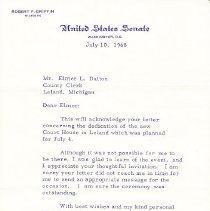 ROBERT P. GRIFFIN
MICHIGAN
United States Senate
WASHINGTON, D.C.
July 10, 1968
Mr. Elmer L. Dalton
County Clerk
Leland, Michigan
Dear Elmer:
This will acknowledge your letter
concerning the dedication of the new
Court House in Leland which was planned
for July 4.
Although it was not possible for me to
be there, I was glad to learn of the event, and
I appreciate your thoughtful invitation. I am
sorry your letter did not reach me in time for
me to send an appropriate message for the
occasion. I am sure the ceremony was
outstanding.
With best wishes and my kind personal